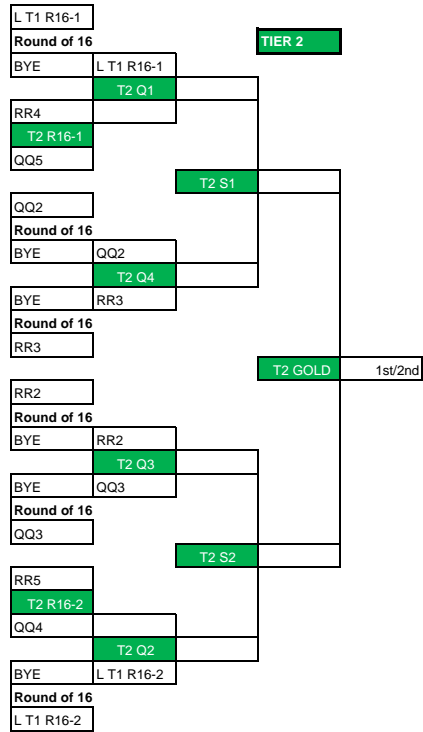 L T1 R16-1
Round of 16
TIER 2
BYE
L T1 R16-1
T2 Q1
RR4
T2 R16-1
QQ5
T2 S1
QQ2
Round of 16
BYE
QQ2
T2 Q4
BYE
RR3
Round of 16
RR3
T2 GOLD
1st/2nd
RR2
Round of 16
BYE
RR2
T2 Q3
BYE
QQ3
Round of 16
QQ3
T2 S2
RR5
T2 R16-2
QQ4
T2 Q2
BYE
L T1 R16-2
Round of 16
L T1 R16-2